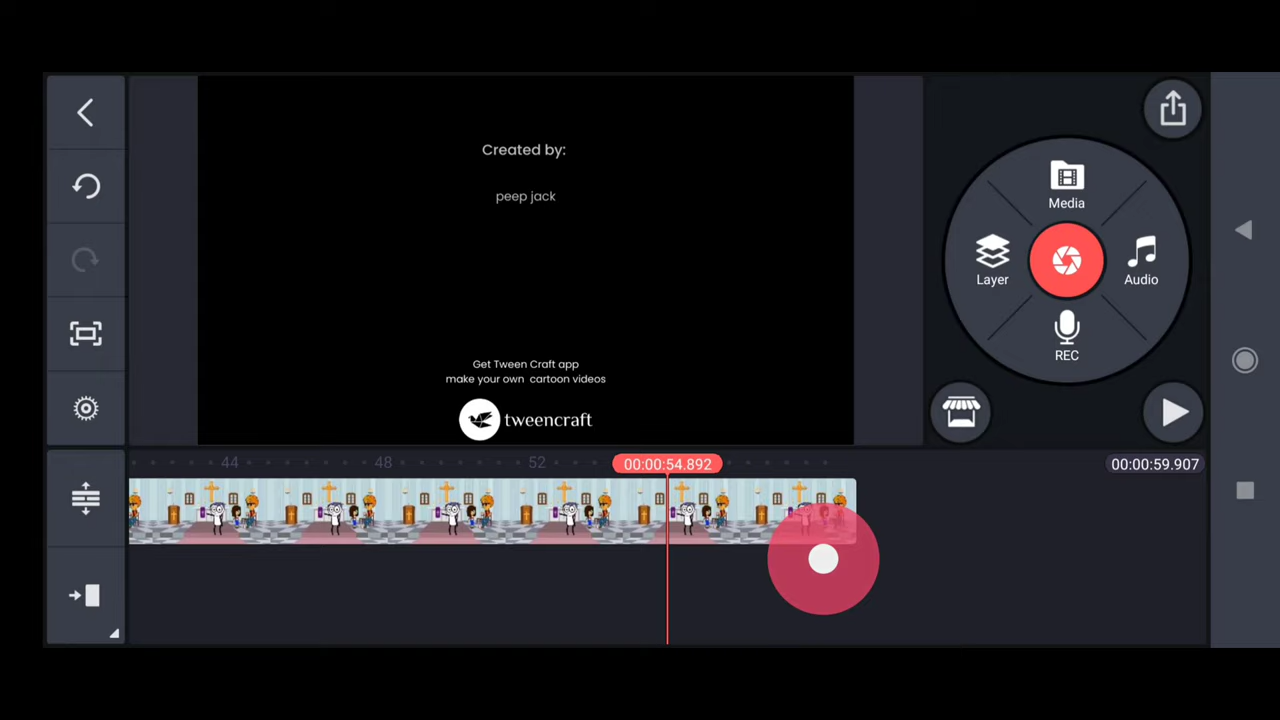 Created by:
peep jack
Get Tween Craft app
make your own cartoon videos
tweencraft
Media
Layer
Audio
REC
44
48
52
00:00:54.892
00:00:59.907